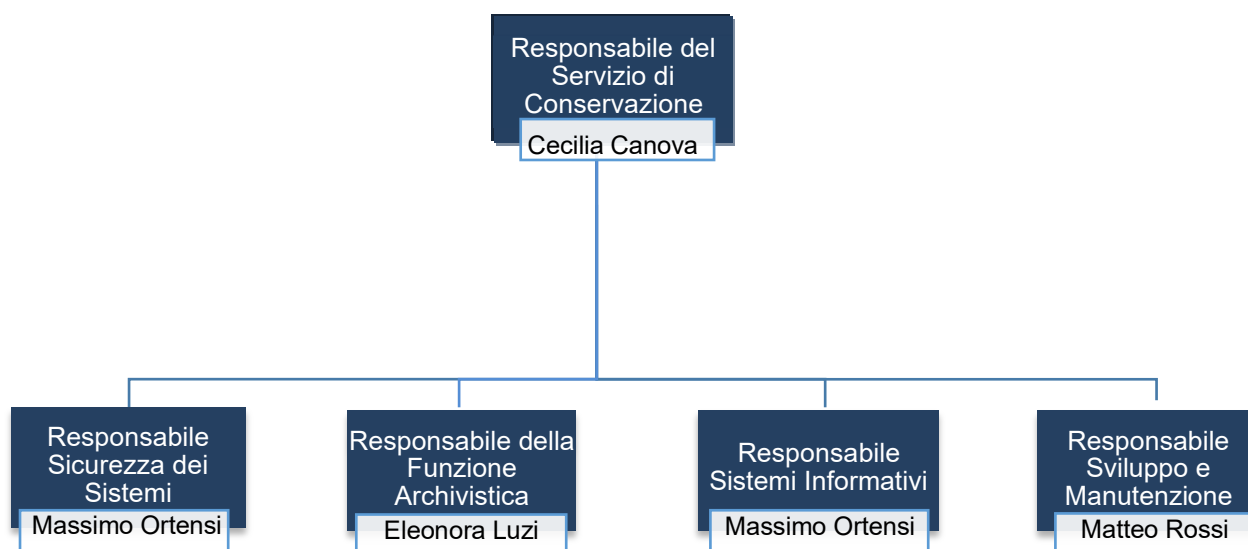 Responsabile del
Servizio di
Conservazione
Cecilia Canova
Responsabile
Sicurezza dei
Sistemi
Massimo Ortensi
Responsabile della
Funzione
Archivistica
Eleonora Luzi
Responsabile
Sistemi Informativi
Massimo Ortensi
Responsabile
Sviluppo e
Manutenzione
Matteo Rossi